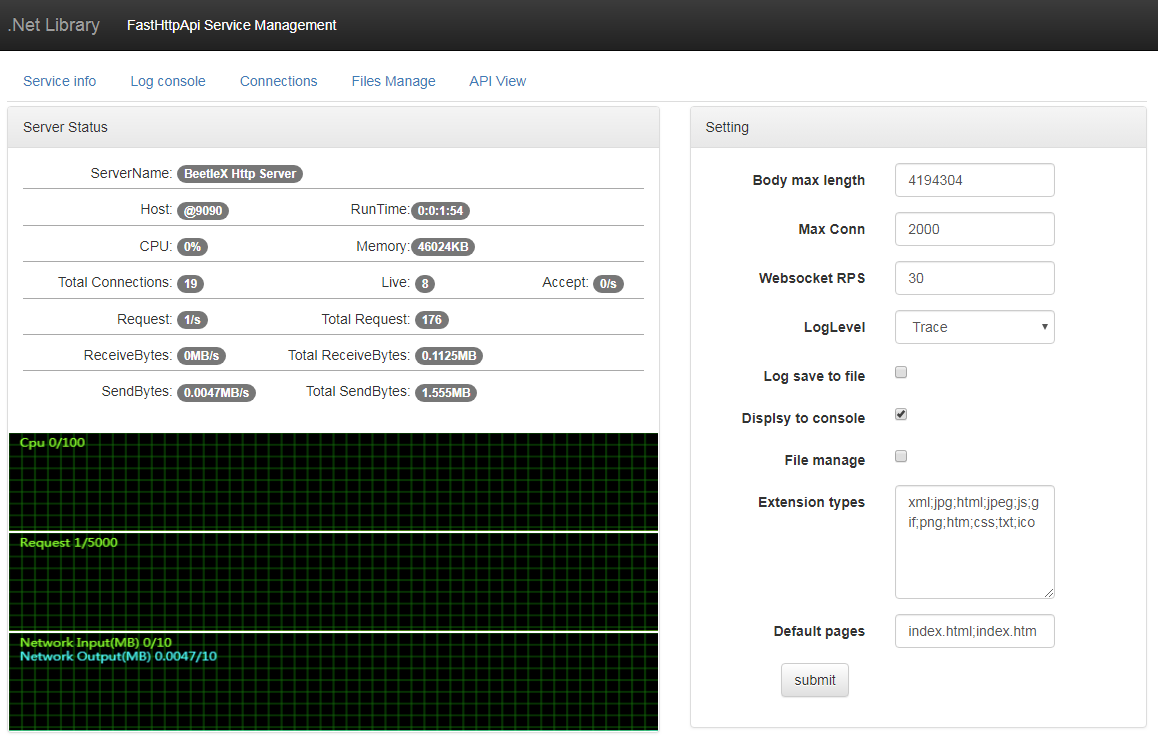 .Net Library FastHttpApi Service Management
Service info Log console Connections Files Manage API View
Server Status
ServerName: BeetleX Http Server
Host: @9090 RunTime: 0:0:1:54
CPU: 0% Memory: 46024KB
Total Connections: 19 Live: 8 Accept: 0/s
Request: 1/s Total Request: 176
ReceiveBytes: 0MB/s Total ReceiveBytes: 0.1125MB
SendBytes: 0.0047MB/s Total SendBytes: 1.555MB
Cpu 0/100
Request 1/5000
Network Input(MB) 0/10
Network Output(MB) 0.0047/10
Setting
Body max length 4194304
Max Conn 2000
Websocket RPS 30
LogLevel Trace
Log save to file
Displsy to console
File manage
Extension types xml;jpg;html;jpeg;js;g
if;png;htm;css;txt;ico
Default pages index.html;index.htm
submit